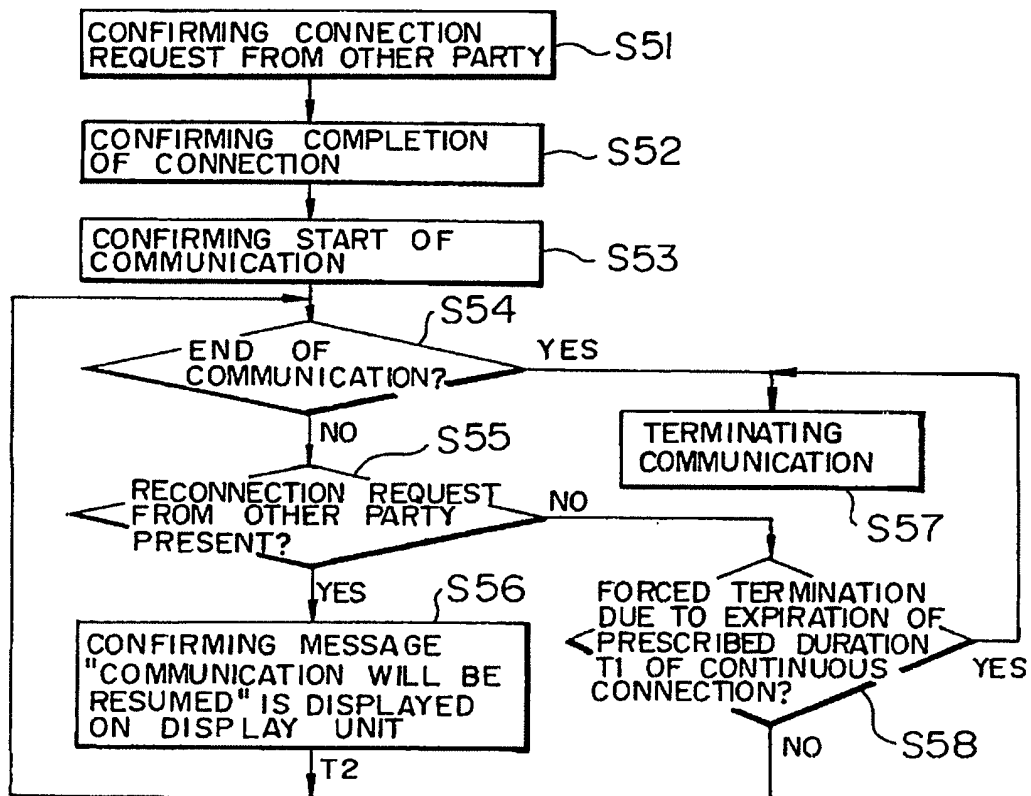 CONFIRMING CONNECTION
REQUEST FROM OTHER PARTY
S51
CONFIRMING COMPLETION
OF CONNECTION
S52
CONFIRMING START OF
COMMUNICATION
S53
S54
END OF
COMMUNICATION?
YES
NO
TERMINATING
COMMUNICATION
S57
S55
RECONNECTION REQUEST
FROM OTHER PARTY
PRESENT?
NO
YES
S56
CONFIRMING MESSAGE
"COMMUNICATION WILL BE
RESUMED" IS DISPLAYED
ON DISPLAY UNIT
T2
FORCED TERMINATION
DUE TO EXPIRATION OF
PRESCRIBED DURATION
T1 OF CONTINUOUS
CONNECTION?
YES
NO
S58